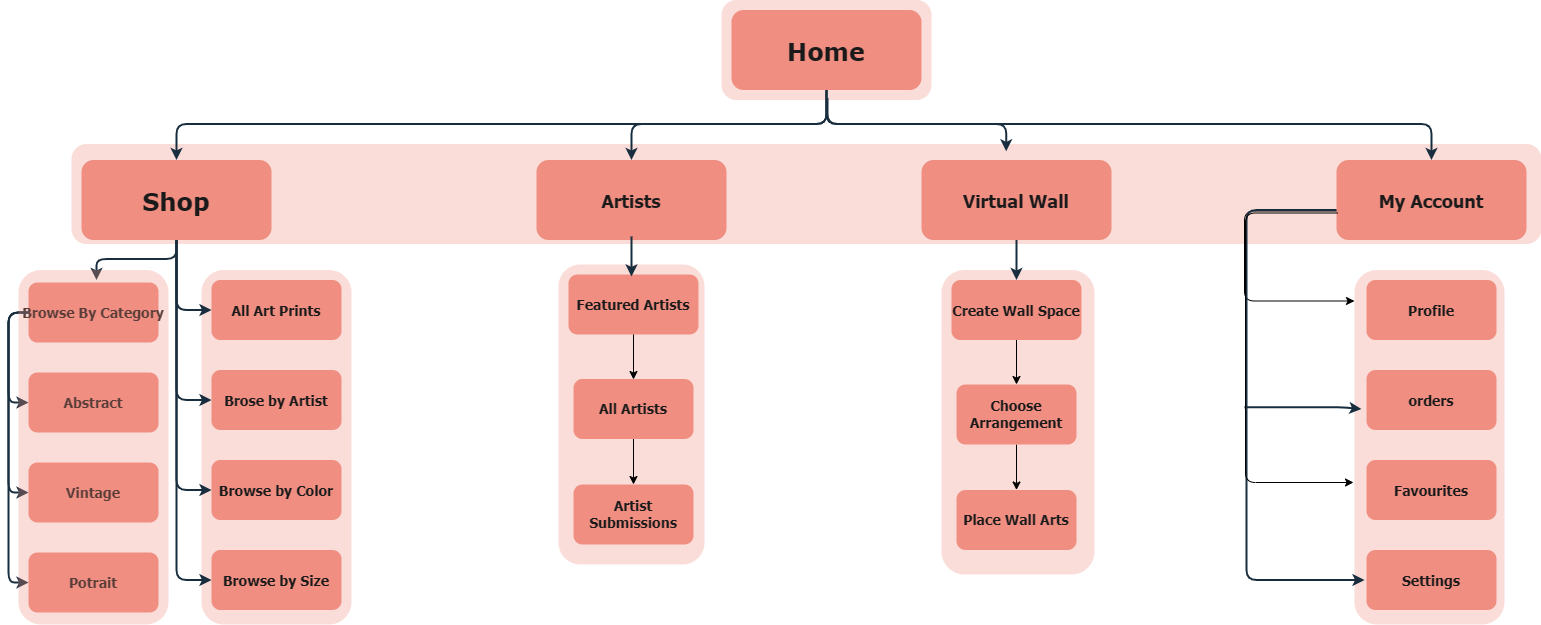 Home
Shop
Artists
Virtual Wall
My Account
Browse By Category
Abstract
Vintage
Potrait
All Art Prints
Brose by Artist
Browse by Color
Browse by Size
Featured Artists
All Artists
Artist
Submissions
Create Wall Space
Choose
Arrangement
Place Wall Arts
Profile
orders
Favourites
Settings